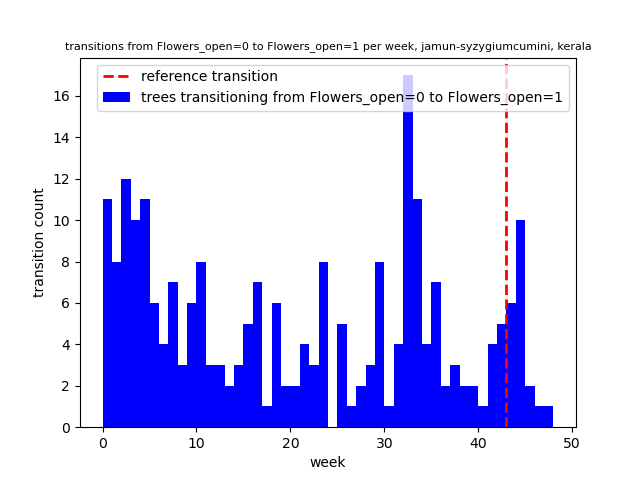 transitions from Flowers_open=0 to Flowers_open=1 per week, jamun-syzygiumcumini, kerala
reference transition
trees transitioning from Flowers_open=0 to Flowers_open=1
transition count
16
14
12
10
8
6
4
2
0
0 10 20 30 40 50
week